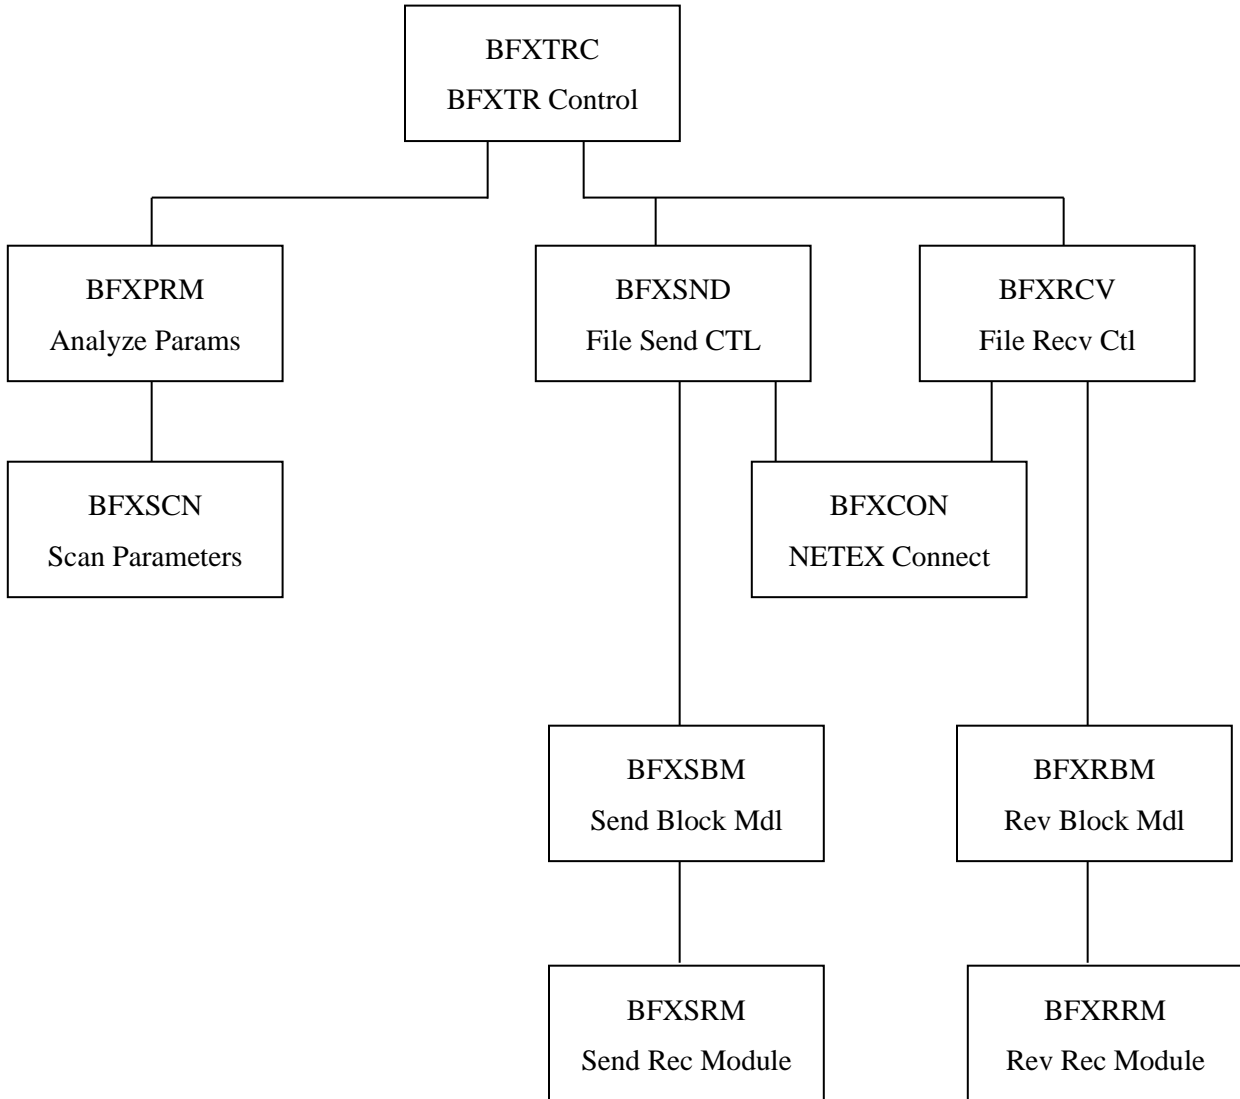 BFXTRC
BFXTR Control
BFXPRM
Analyze Params
BFXSND
File Send CTL
BFXRCV
File Recv Ctl
BFXSCN
Scan Parameters
BFXCON
NETEX Connect
BFXSBM
Send Block Mdl
BFXRBM
Rev Block Mdl
BFXSRM
Send Rec Module
BFXRRM
Rev Rec Module